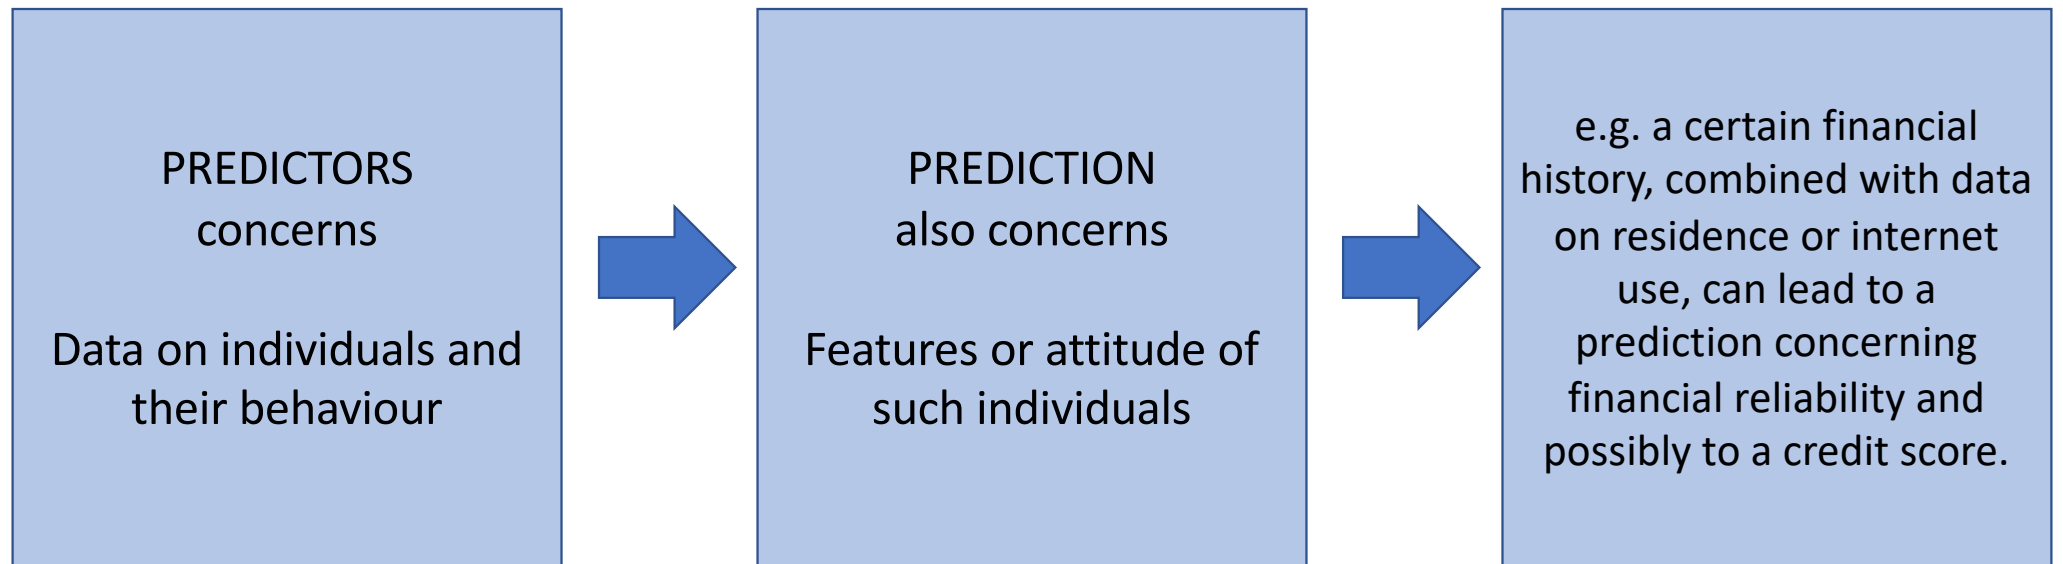 PREDICTORS
concerns
Data on individuals and
their behaviour
PREDICTION
also concerns
Features or attitude of
such individuals
e.g. a certain financial
history, combined with data
on residence or internet
use, can lead to a
prediction concerning
financial reliability and
possibly to a credit score.